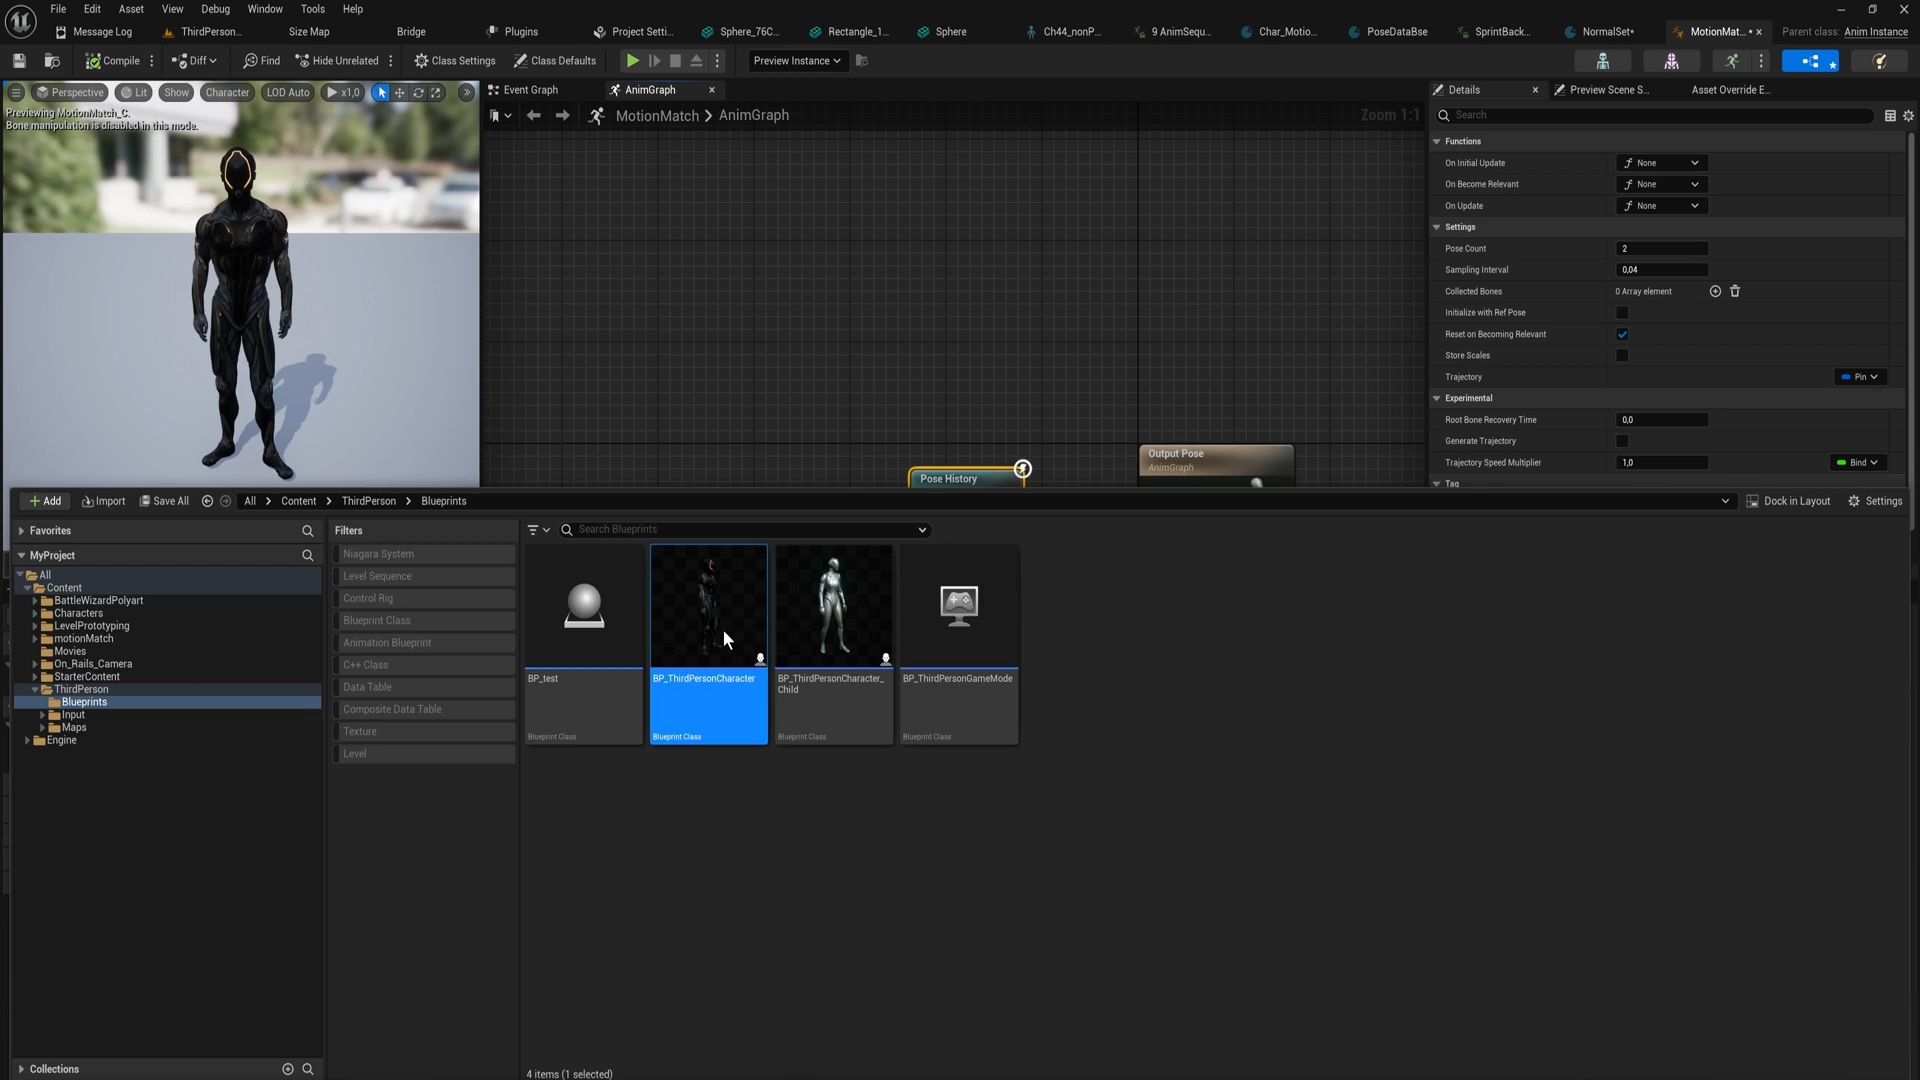 File Edit Asset View Debug Window Tools Help
Message Log ThirdPerson... Size Map Bridge Plugins Project Setti... Sphere_76C... Rectangle_1... Sphere Ch44_nonP... 9 AnimSequ... Char_Motio... PoseDataBse SprintBack... NormalSet* MotionMat...* Parent class: Anim Instance
Compile Diff Find Hide Unrelated Class Settings Class Defaults Preview Instance
Perspective Lit Show Character LOD Auto x1,0
Previewing MotionMatch_C.
Bone manipulation is disabled in this mode.
Event Graph AnimGraph
MotionMatch > AnimGraph
Zoom 1:1
Pose History
Output Pose
AnimGraph
Details Preview Scene S... Asset Override E...
Search
Functions
On Initial Update None
On Become Relevant None
On Update None
Settings
Pose Count 2
Sampling Interval 0,04
Collected Bones 0 Array element
Initialize with Ref Pose
Reset on Becoming Relevant
Store Scales
Trajectory Pin
Experimental
Root Bone Recovery Time 0,0
Generate Trajectory
Trajectory Speed Multiplier 1,0 Bind
Tag
Add Import Save All All > Content > ThirdPerson > Blueprints Dock in Layout Settings
Favorites
MyProject
All
Content
BattleWizardPolyart
Characters
LevelPrototyping
motionMatch
Movies
On_Rails_Camera
StarterContent
ThirdPerson
Blueprints
Input
Maps
Engine
Collections
Filters
Niagara System
Level Sequence
Control Rig
Blueprint Class
Animation Blueprint
C++ Class
Data Table
Composite Data Table
Texture
Level
Search Blueprints
BP_test
Blueprint Class
BP_ThirdPersonCharacter
Blueprint Class
BP_ThirdPersonCharacter_
Child
Blueprint Class
BP_ThirdPersonGameMode
Blueprint Class
4 items (1 selected)